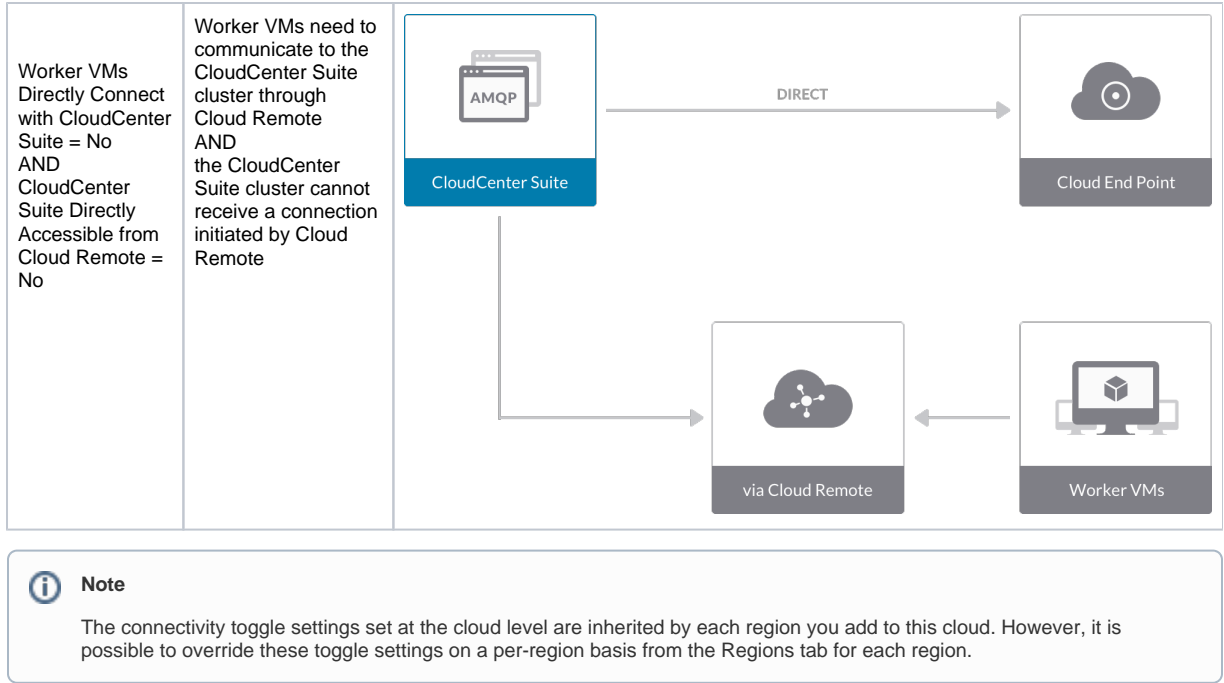 Worker VMs
Directly Connect
with CloudCenter
Suite = No
AND
CloudCenter
Suite Directly
Accessible from
Cloud Remote =
No
Worker VMs need to
communicate to the
CloudCenter Suite
cluster through
Cloud Remote
AND
the CloudCenter
Suite cluster cannot
receive a connection
initiated by Cloud
Remote
AMQP
CloudCenter Suite
DIRECT
Cloud End Point
via Cloud Remote
Worker VMs
Note
The connectivity toggle settings set at the cloud level are inherited by each region you add to this cloud. However, it is
possible to override these toggle settings on a per-region basis from the Regions tab for each region.